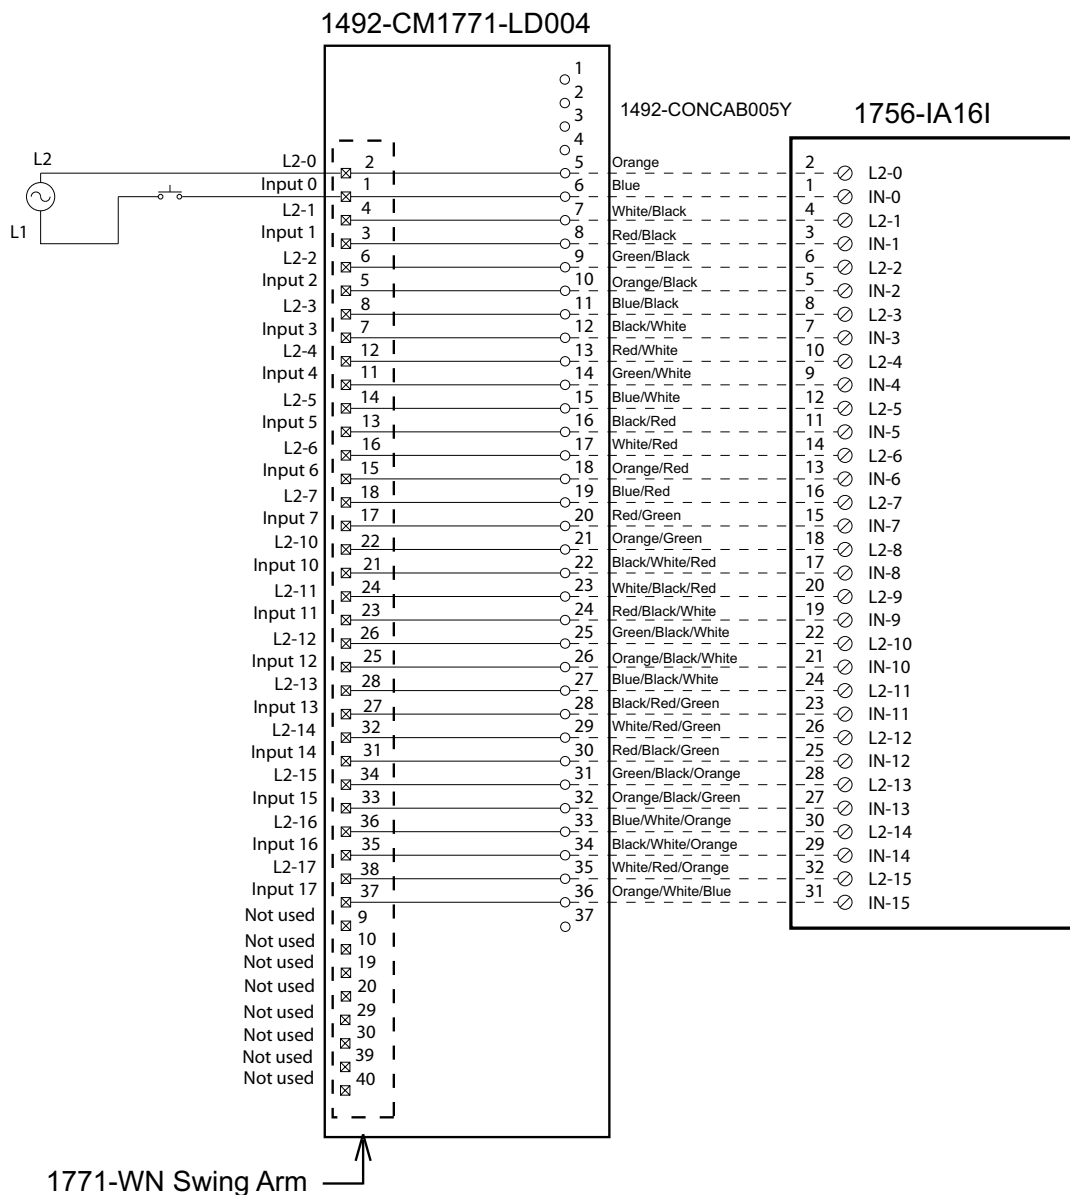 1492-CM1771-LD004
1
2
3
4
1492-CONCAB005Y
1756-IA16I
L2
L1
L2-0 2 5 Orange 2 L2-0
Input 0 1 6 Blue 1 IN-0
L2-1 4 7 White/Black 4 L2-1
Input 1 3 8 Red/Black 3 IN-1
L2-2 6 9 Green/Black 6 L2-2
Input 2 5 10 Orange/Black 5 IN-2
L2-3 8 11 Blue/Black 8 L2-3
Input 3 7 12 Black/White 7 IN-3
L2-4 12 13 Red/White 10 L2-4
Input 4 11 14 Green/White 9 IN-4
L2-5 14 15 Blue/White 12 L2-5
Input 5 13 16 Black/Red 11 IN-5
L2-6 16 17 White/Red 14 L2-6
Input 6 15 18 Orange/Red 13 IN-6
L2-7 18 19 Blue/Red 16 L2-7
Input 7 17 20 Red/Green 15 IN-7
L2-10 22 21 Orange/Green 18 L2-8
Input 10 21 22 Black/White/Red 17 IN-8
L2-11 24 23 White/Black/Red 20 L2-9
Input 11 23 24 Red/Black/White 19 IN-9
L2-12 26 25 Green/Black/White 22 L2-10
Input 12 25 26 Orange/Black/White 21 IN-10
L2-13 28 27 Blue/Black/White 24 L2-11
Input 13 27 28 Black/Red/Green 23 IN-11
L2-14 32 29 White/Red/Green 26 L2-12
Input 14 31 30 Red/Black/Green 25 IN-12
L2-15 34 31 Green/Black/Orange 28 L2-13
Input 15 33 32 Orange/Black/Green 27 IN-13
L2-16 36 33 Blue/White/Orange 30 L2-14
Input 16 35 34 Black/White/Orange 29 IN-14
L2-17 38 35 White/Red/Orange 32 L2-15
Input 17 37 36 Orange/White/Blue 31 IN-15
Not used 9 37
Not used 10
Not used 19
Not used 20
Not used 29
Not used 30
Not used 39
Not used 40
1771-WN Swing Arm